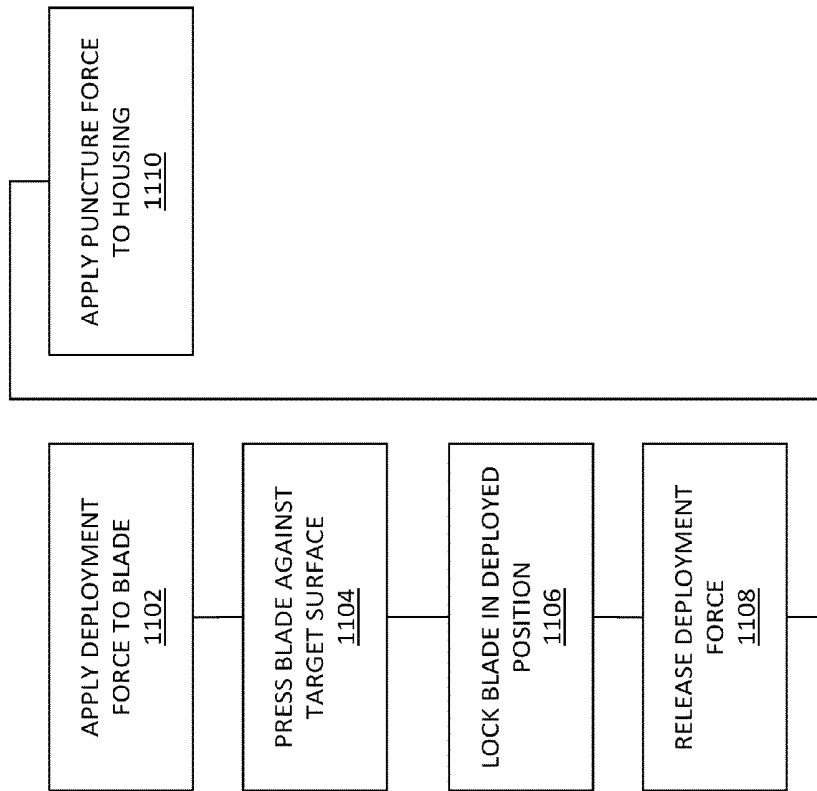 APPLY DEPLOYMENT
FORCE TO BLADE
1102
PRESS BLADE AGAINST
TARGET SURFACE
1104
LOCK BLADE IN DEPLOYED
POSITION
1106
RELEASE DEPLOYMENT
FORCE
1108
APPLY PUNCTURE FORCE
TO HOUSING
1110